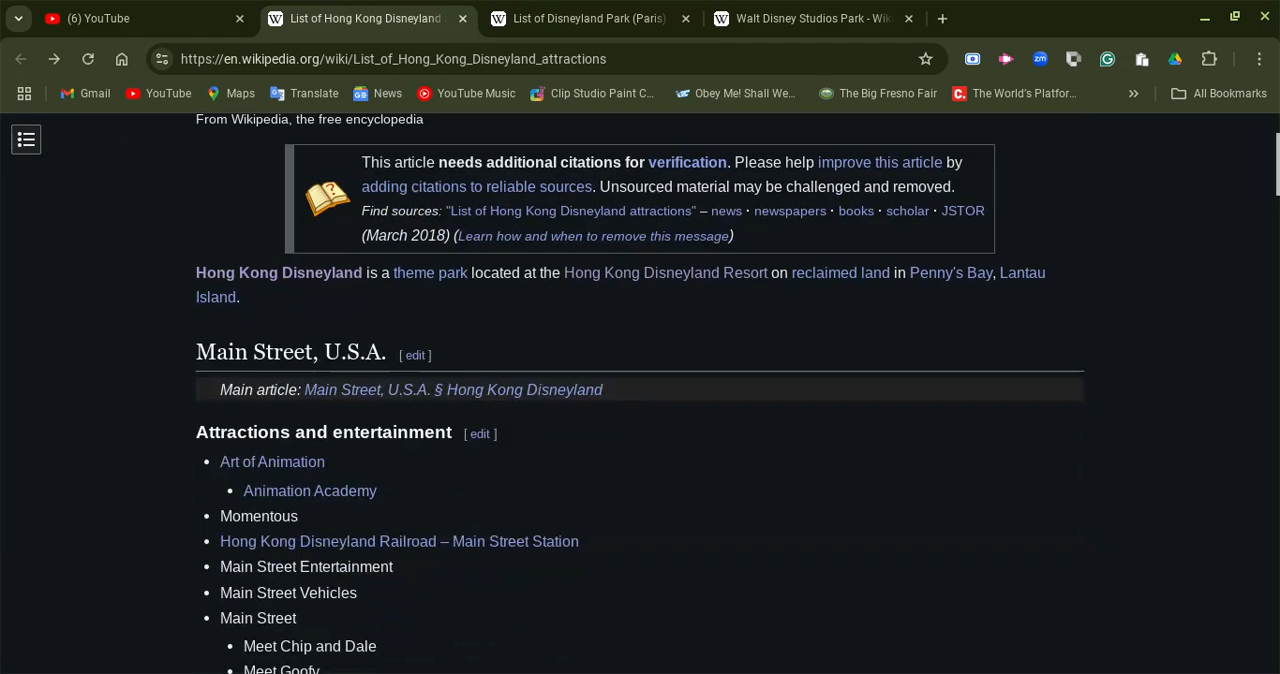 (6) YouTube
List of Hong Kong Disneyland
List of Disneyland Park (Paris)
Walt Disney Studios Park - Wik
https://en.wikipedia.org/wiki/List_of_Hong_Kong_Disneyland_attractions
Gmail
YouTube
Maps
Translate
News
YouTube Music
Clip Studio Paint C...
Obey Me! Shall We...
The Big Fresno Fair
The World's Platfor...
All Bookmarks
From Wikipedia, the free encyclopedia
This article needs additional citations for verification. Please help improve this article by
adding citations to reliable sources. Unsourced material may be challenged and removed.
Find sources: "List of Hong Kong Disneyland attractions" – news · newspapers · books · scholar · JSTOR
(March 2018) (Learn how and when to remove this message)
Hong Kong Disneyland is a theme park located at the Hong Kong Disneyland Resort on reclaimed land in Penny's Bay, Lantau
Island.
Main Street, U.S.A. [ edit ]
Main article: Main Street, U.S.A. § Hong Kong Disneyland
Attractions and entertainment [ edit ]
Art of Animation
Animation Academy
Momentous
Hong Kong Disneyland Railroad – Main Street Station
Main Street Entertainment
Main Street Vehicles
Main Street
Meet Chip and Dale
Meet Goofy